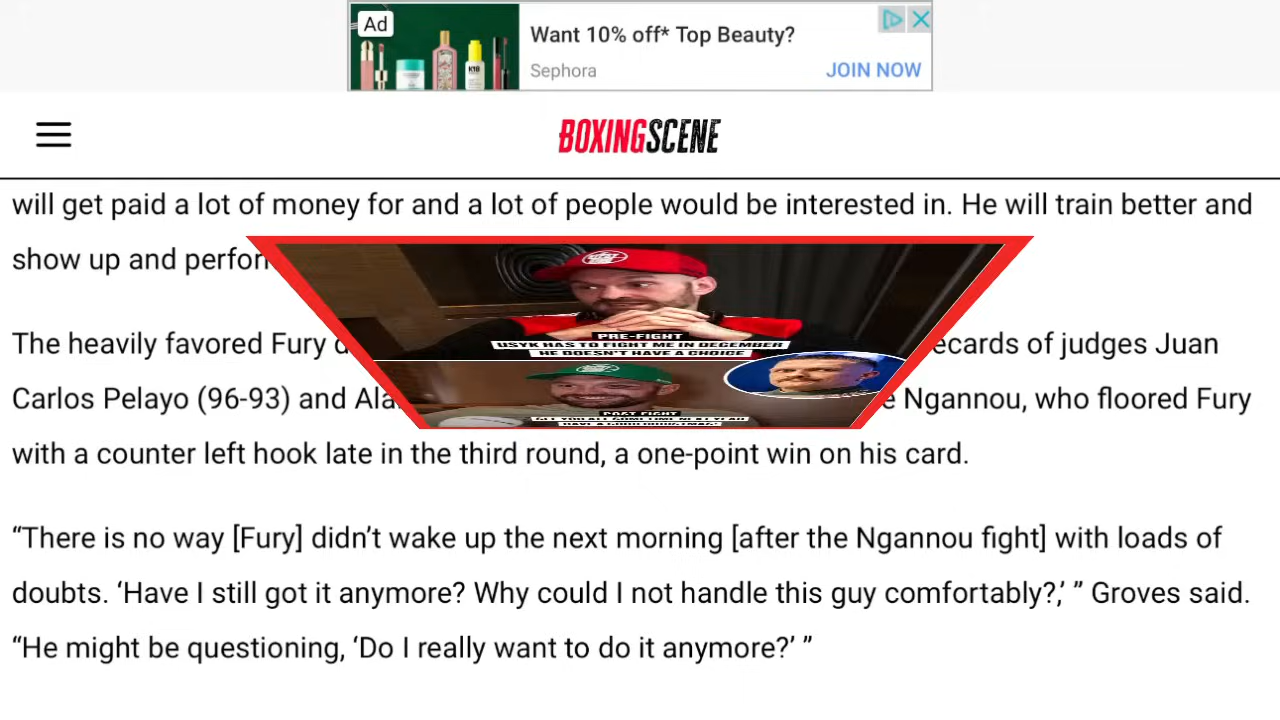 Ad
Want 10% off* Top Beauty?
Sephora
JOIN NOW
BOXINGSCENE
will get paid a lot of money for and a lot of people would be interested in. He will train better and
show up and perfor
PRE-FIGHT
USYK HAS TO FIGHT ME IN DECEMBER
HE DOESN'T HAVE A CHOICE
The heavily favored Fury
ecards of judges Juan
Carlos Pelayo (96-93) and Ala
Ngannou, who floored Fury
POST FIGHT
with a counter left hook late in the third round, a one-point win on his card.
“There is no way [Fury] didn’t wake up the next morning [after the Ngannou fight] with loads of
doubts. ‘Have I still got it anymore? Why could I not handle this guy comfortably?,’ ” Groves said.
“He might be questioning, ‘Do I really want to do it anymore?’ ”